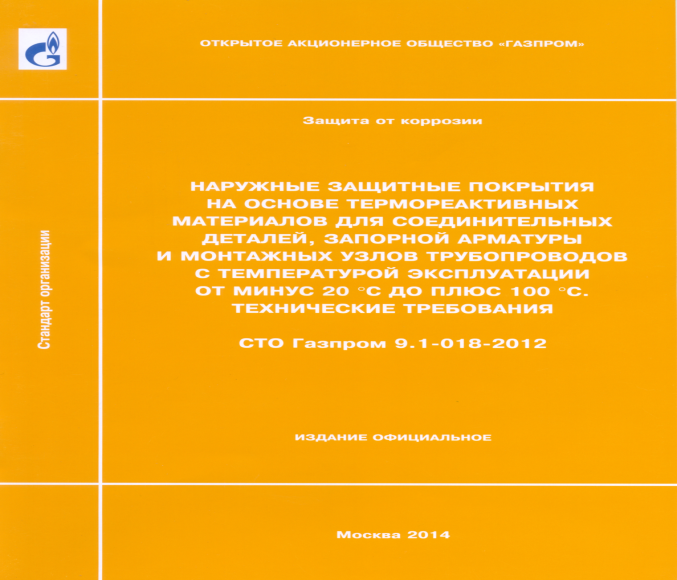 ОТКРЫТОЕ АКЦИОНЕРНОЕ ОБЩЕСТВО «ГАЗПРОМ»
Защита от коррозии
НАРУЖНЫЕ ЗАЩИТНЫЕ ПОКРЫТИЯ
НА ОСНОВЕ ТЕРМОРЕАКТИВНЫХ
МАТЕРИАЛОВ ДЛЯ СОЕДИНИТЕЛЬНЫХ
ДЕТАЛЕЙ, ЗАПОРНОЙ АРМАТУРЫ
И МОНТАЖНЫХ УЗЛОВ ТРУБОПРОВОДОВ
С ТЕМПЕРАТУРОЙ ЭКСПЛУАТАЦИИ
ОТ МИНУС 20 °С ДО ПЛЮС 100 °С.
ТЕХНИЧЕСКИЕ ТРЕБОВАНИЯ
СТО Газпром 9.1-018-2012
Стандарт организации
ИЗДАНИЕ ОФИЦИАЛЬНОЕ
Москва 2014